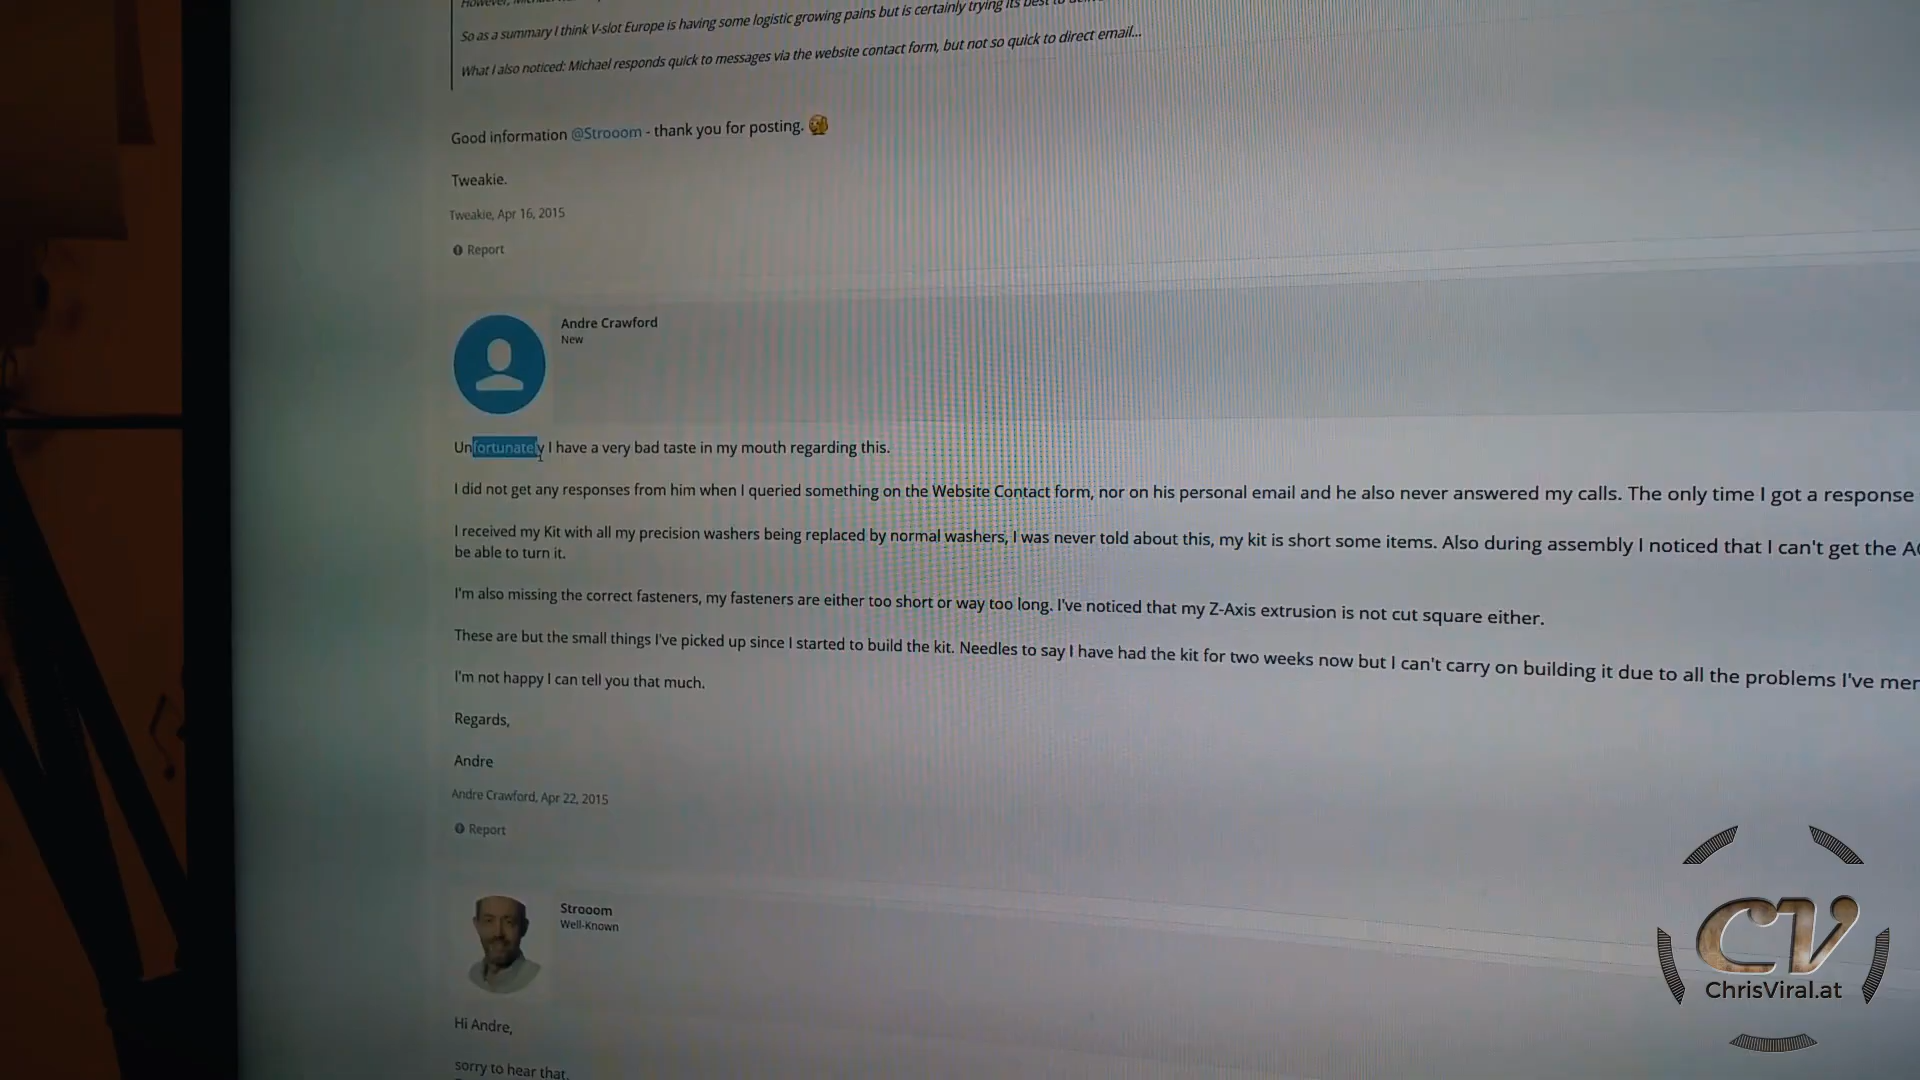 So as a summary I think V-slot Europe is having some logistic growing pains but is certainly trying its best to
What I also noticed: Michael responds quick to messages via the website contact form, but not so quick to direct email...
Good information @Strooom - thank you for posting.
Tweakie.
Tweakie, Apr 16, 2015
Report
Andre Crawford
New
Unfortunately I have a very bad taste in my mouth regarding this.
I did not get any responses from him when I queried something on the Website Contact form, nor on his personal email and he also never answered my calls. The only time I got a response
I received my Kit with all my precision washers being replaced by normal washers, I was never told about this, my kit is short some items. Also during assembly I noticed that I can't get the
be able to turn it.
I'm also missing the correct fasteners, my fasteners are either too short or way too long. I've noticed that my Z-Axis extrusion is not cut square either.
These are but the small things I've picked up since I started to build the kit. Needles to say I have had the kit for two weeks now but I can't carry on building it due to all the problems I've
I'm not happy I can tell you that much.
Regards,
Andre
Andre Crawford, Apr 22, 2015
Report
Strooom
Well-Known
Hi Andre,
sorry to hear that.
CV
ChrisViral.at